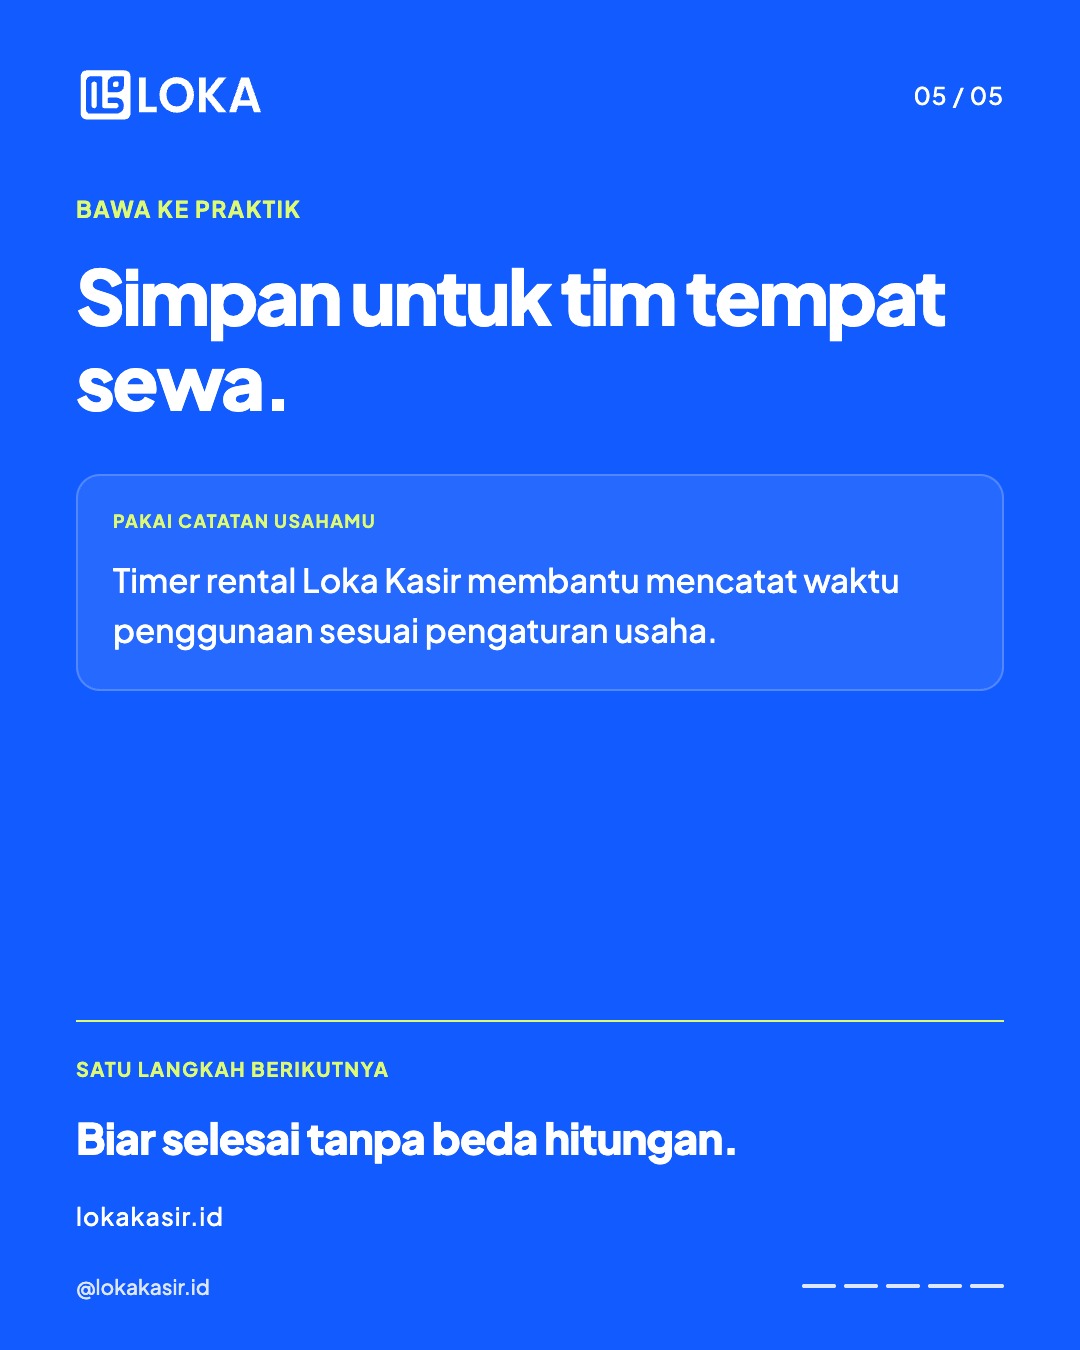 LOKA
05 / 05
BAWA KE PRAKTIK
Simpan untuk tim tempat
sewa.
PAKAI CATATAN USAHAMU
Timer rental Loka Kasir membantu mencatat waktu
penggunaan sesuai pengaturan usaha.
SATU LANGKAH BERIKUTNYA
Biar selesai tanpa beda hitungan.
lokakasir.id
@lokakasir.id